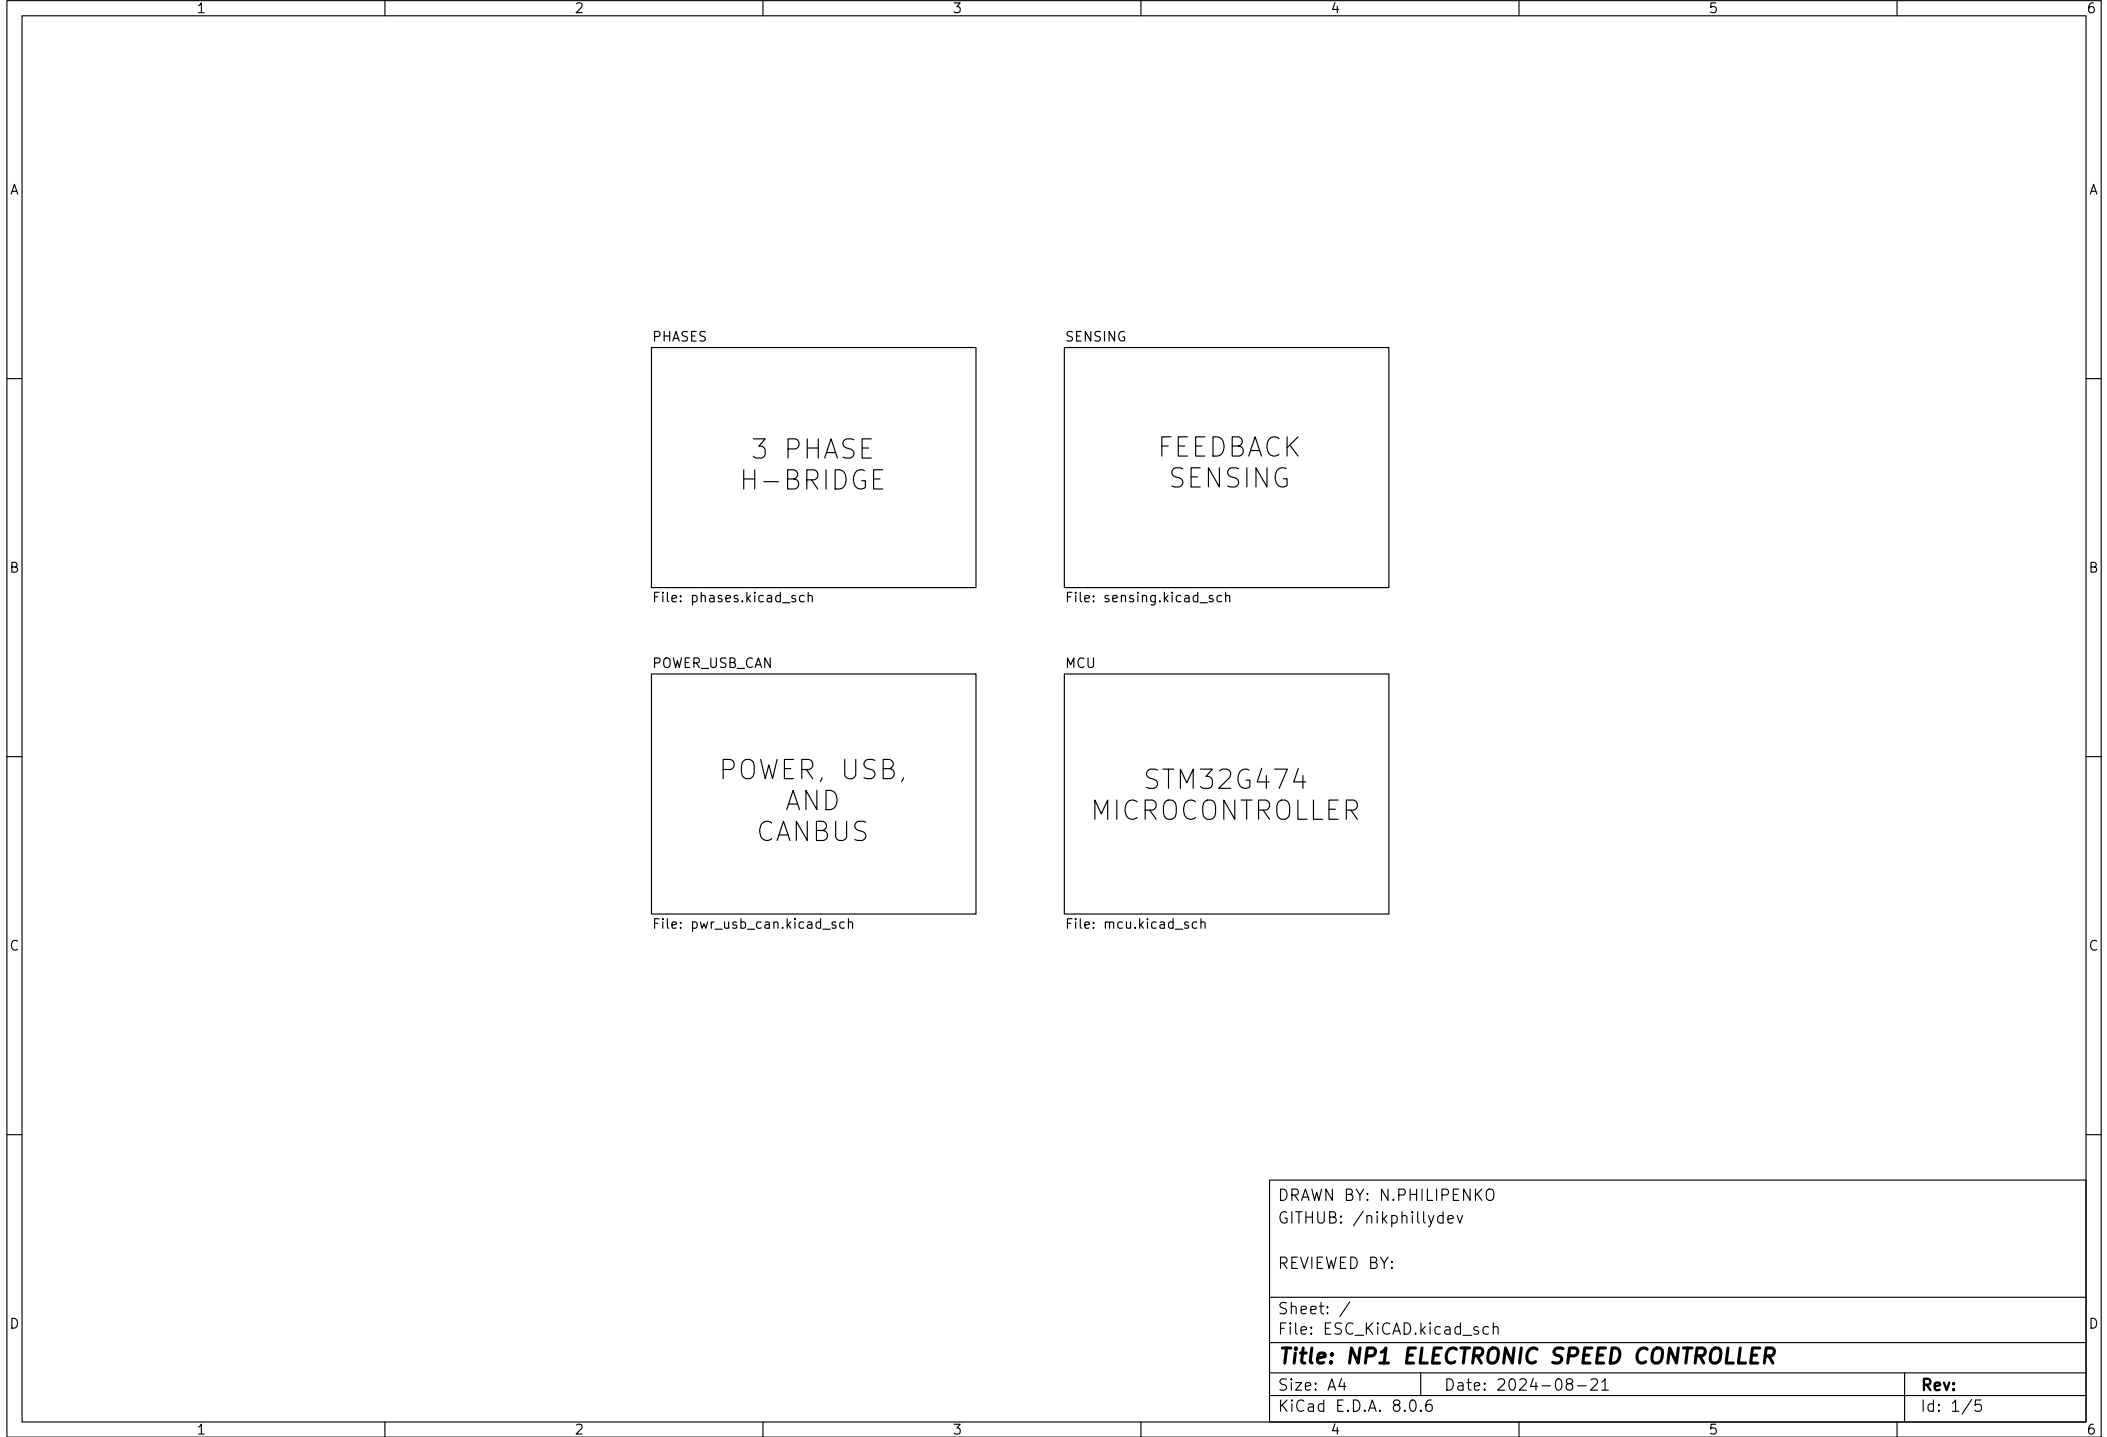 1 2 3 4 5 6
A A
PHASES
3 PHASE
H-BRIDGE
File: phases.kicad_sch
SENSING
FEEDBACK
SENSING
File: sensing.kicad_sch
B B
POWER_USB_CAN
POWER, USB,
AND
CANBUS
File: pwr_usb_can.kicad_sch
MCU
STM32G474
MICROCONTROLLER
File: mcu.kicad_sch
C C
DRAWN BY: N.PHILIPENKO
GITHUB: /nikphillydev
REVIEWED BY:
Sheet: /
File: ESC_KiCAD.kicad_sch
D D
Title: NP1 ELECTRONIC SPEED CONTROLLER
Size: A4 Date: 2024-08-21 Rev:
KiCad E.D.A. 8.0.6 Id: 1/5
1 2 3 4 5 6